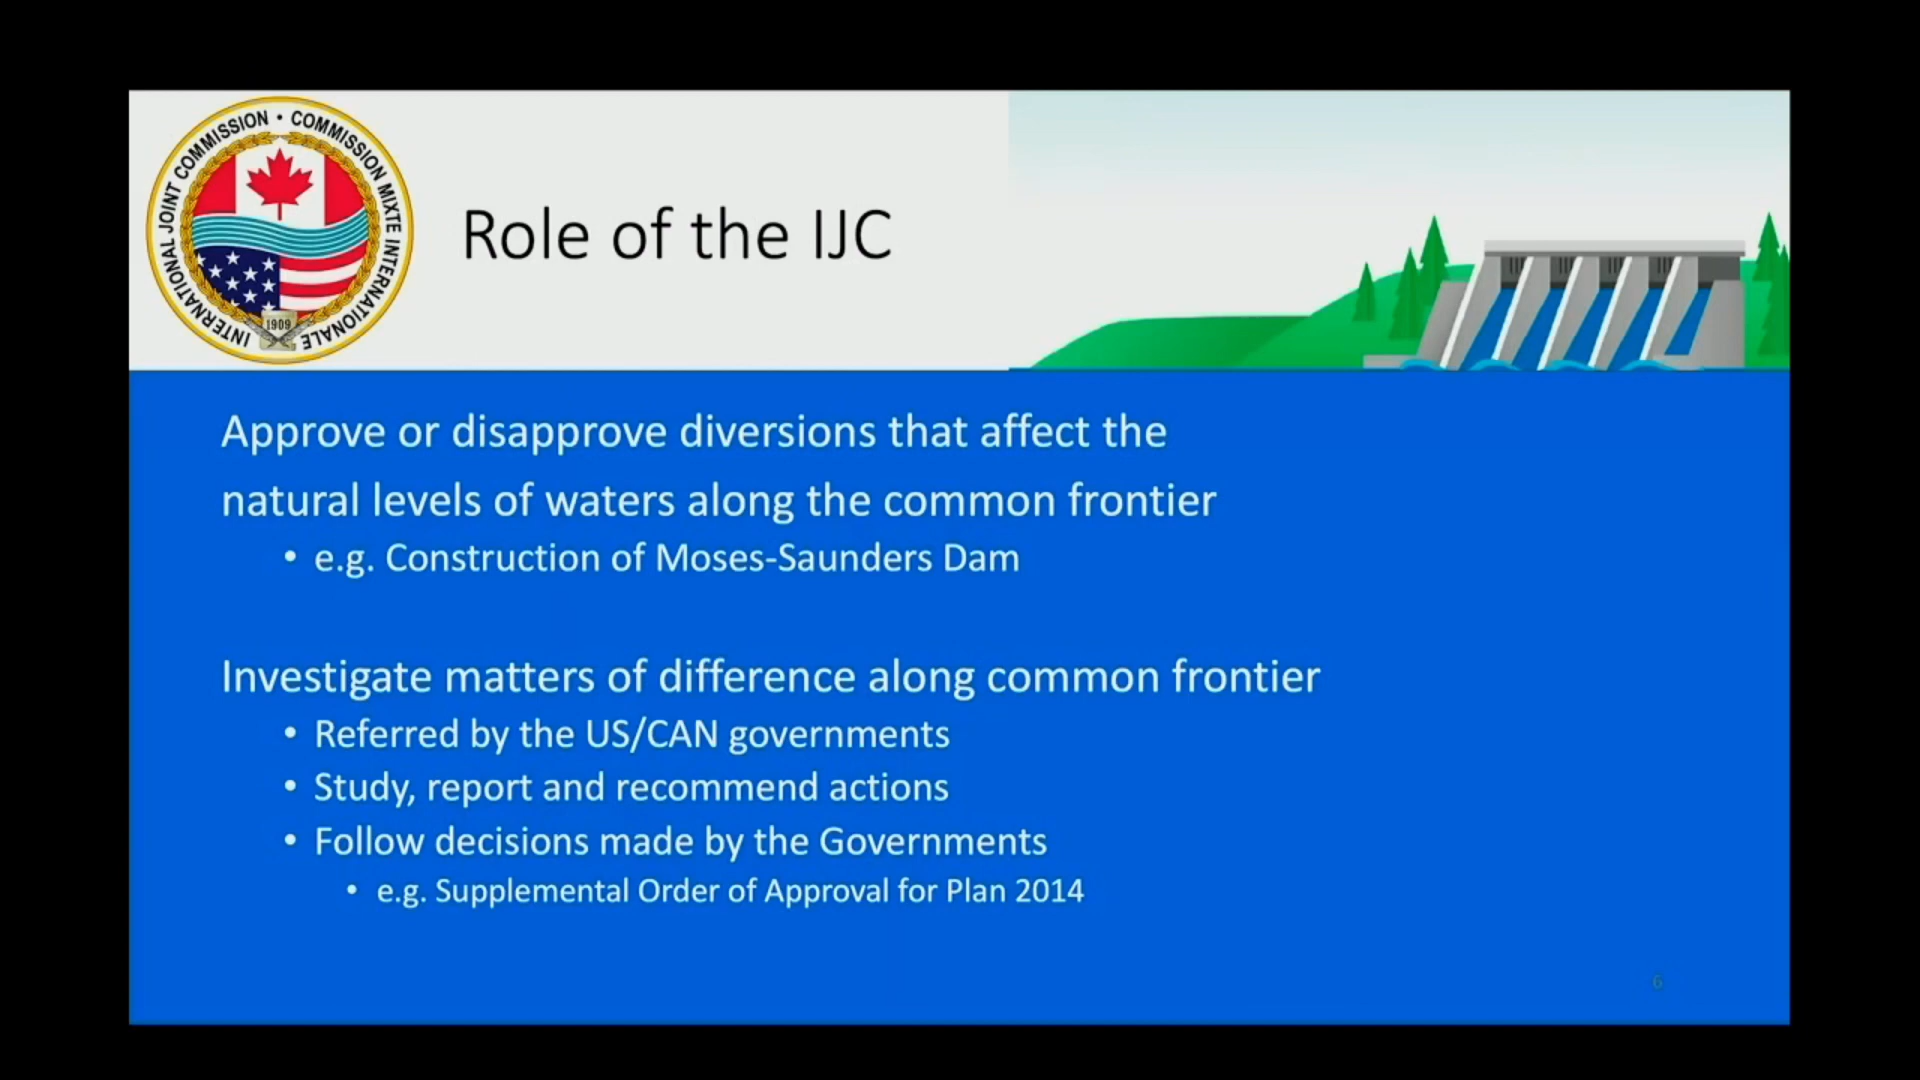 INTERNATIONAL JOINT COMMISSION • COMMISSION MIXTE INTERNATIONALE
1909
Role of the IJC
Approve or disapprove diversions that affect the
natural levels of waters along the common frontier
• e.g. Construction of Moses-Saunders Dam
Investigate matters of difference along common frontier
• Referred by the US/CAN governments
• Study, report and recommend actions
• Follow decisions made by the Governments
• e.g. Supplemental Order of Approval for Plan 2014
6